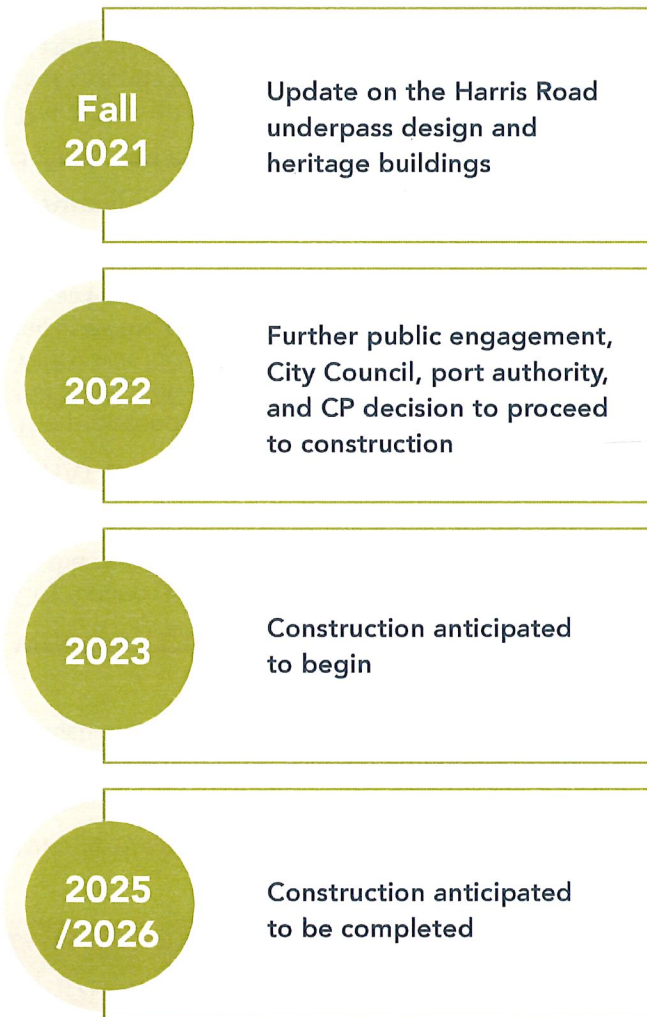 Fall
2021
Update on the Harris Road
underpass design and
heritage buildings
2022
Further public engagement,
City Council, port authority,
and CP decision to proceed
to construction
2023
Construction anticipated
to begin
2025
/2026
Construction anticipated
to be completed